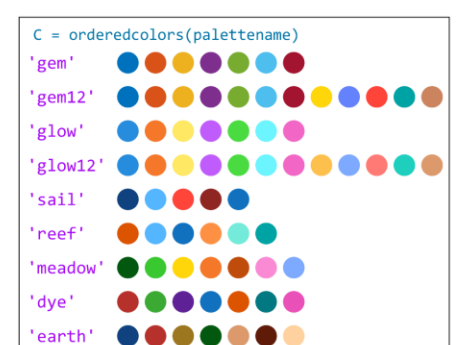 C = orderedcolors(palettename)
'gem'
'gem12'
'glow'
'glow12'
'sail'
'reef'
'meadow'
'dye'
'earth'